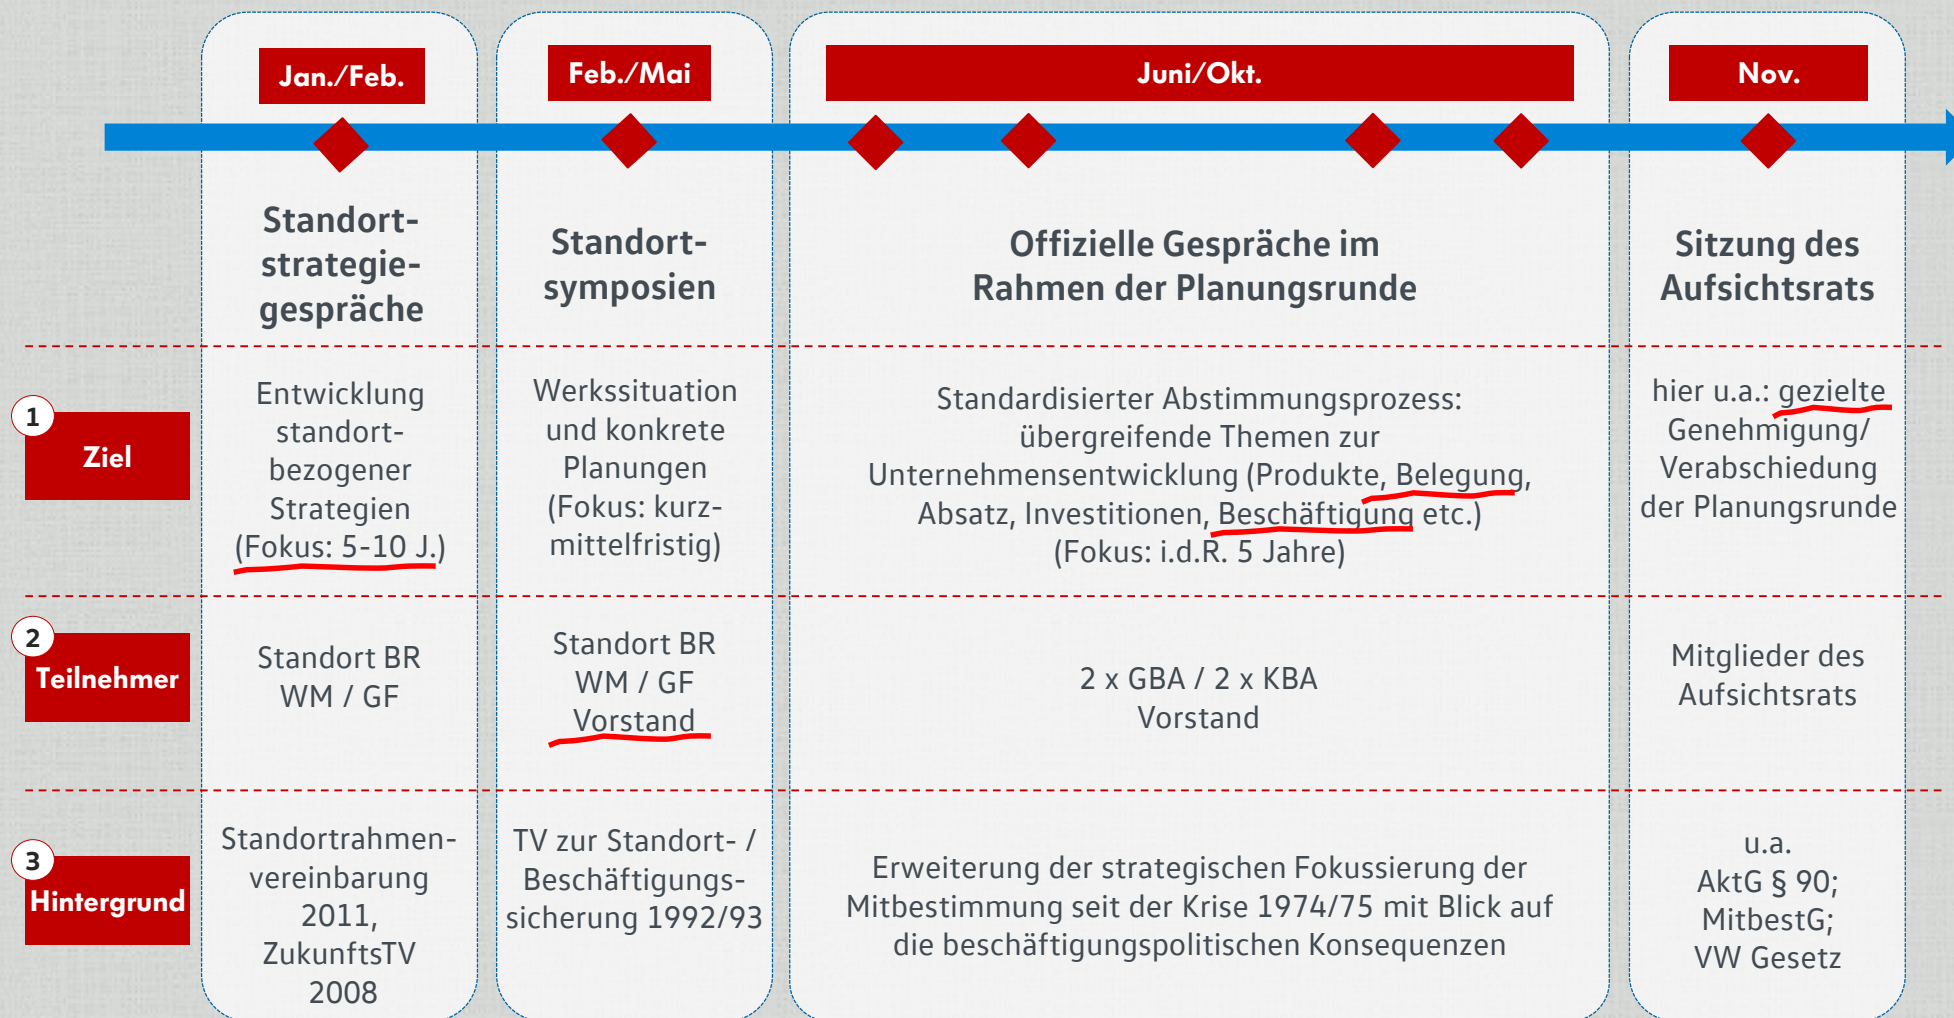 Jan./Feb.
Feb./Mai
Juni/Okt.
Nov.
Standort-
strategie-
gespräche
Standort-
symposien
Offizielle Gespräche im
Rahmen der Planungsrunde
Sitzung des
Aufsichtsrats
1
Ziel
Entwicklung
standort-
bezogener
Strategien
(Fokus: 5-10 J.)
Werkssituation
und konkrete
Planungen
(Fokus: kurz-
mittelfristig)
Standardisierter Abstimmungsprozess:
übergreifende Themen zur
Unternehmensentwicklung (Produkte, Belegung,
Absatz, Investitionen, Beschäftigung etc.)
(Fokus: i.d.R. 5 Jahre)
hier u.a.: gezielte
Genehmigung/
Verabschiedung
der Planungsrunde
2
Teilnehmer
Standort BR
WM / GF
Standort BR
WM / GF
Vorstand
2 x GBA / 2 x KBA
Vorstand
Mitglieder des
Aufsichtsrats
3
Hintergrund
Standortrahmen-
vereinbarung
2011,
ZukunftsTV
2008
TV zur Standort- /
Beschäftigungs-
sicherung 1992/93
Erweiterung der strategischen Fokussierung der
Mitbestimmung seit der Krise 1974/75 mit Blick auf
die beschäftigungspolitischen Konsequenzen
u.a.
AktG § 90;
MitbestG;
VW Gesetz